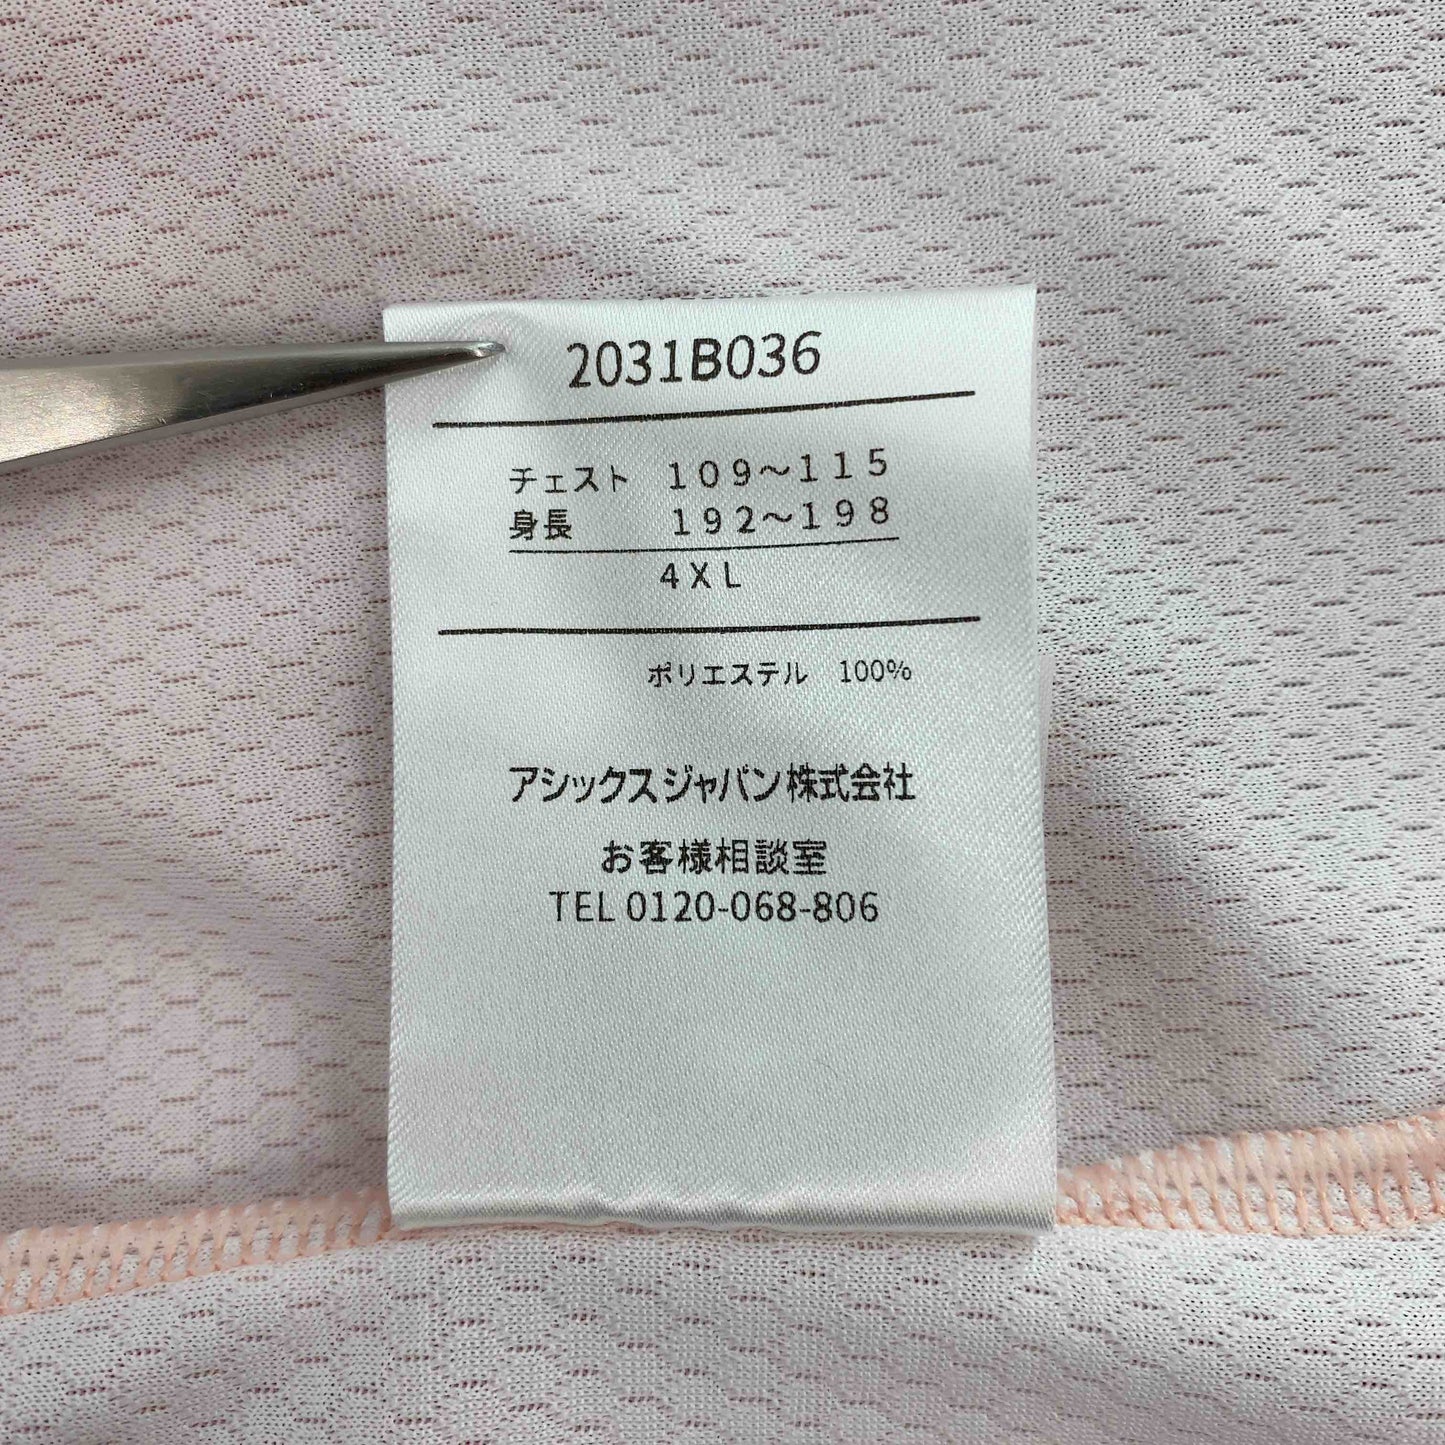 2031B036
チェスト 109〜115
身長 192〜198
4XL
ポリエステル 100%
アシックスジャパン株式会社
お客様相談室
TEL 0120-068-806